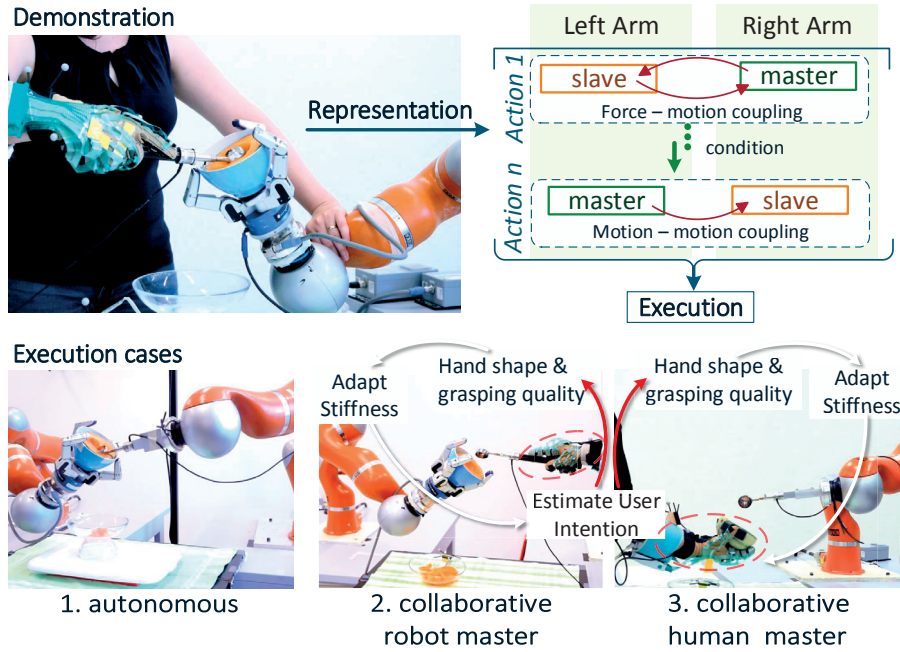 Demonstration
Left Arm
Right Arm
Representation
Action 1
slave
master
Force – motion coupling
condition
Action n
master
slave
Motion – motion coupling
Execution
Execution cases
Adapt
Stiffness
Hand shape &
grasping quality
Hand shape &
grasping quality
Adapt
Stiffness
Estimate User
Intention
1. autonomous
2. collaborative
robot master
3. collaborative
human master